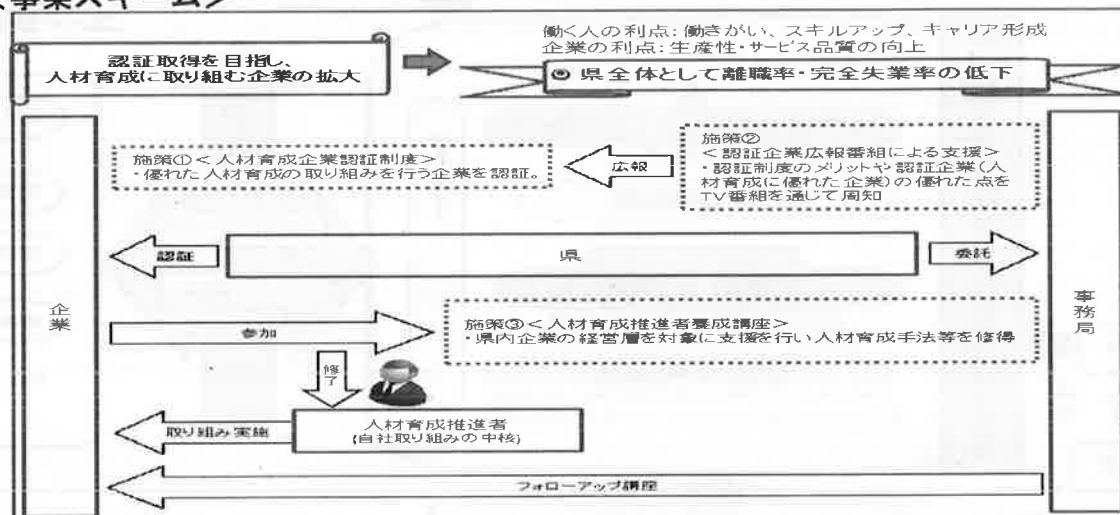 事業スキーム>
認証取得を目指し、
人材育成に取り組む企業の拡大
働く人の利点：働きがい、スキルアップ、キャリア形成
企業の利点：生産性・サービス品質の向上
◎ 県全体として離職率・完全失業率の低下
施策①＜人材育成企業認証制度＞
・優れた人材育成の取り組みを行う企業を認証。
広報
施策②
＜認証企業広報番組による支援＞
・認証制度のメリットや認証企業(人
材育成に優れた企業)の優れた点を
TV番組を通じて周知
認証
県
委託
企業
事務局
参加
施策③＜人材育成推進者養成講座＞
・県内企業の経営層を対象に支援を行い人材育成手法等を修得
修了
取り組み実施
人材育成推進者
(自社取り組みの中核)
フォローアップ講座